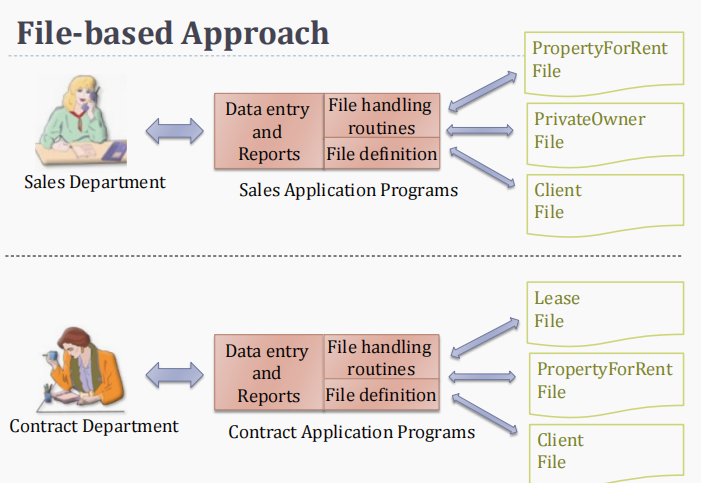 File-based Approach
PropertyForRent
File
Data entry
and
Reports
File handling
routines
File definition
PrivateOwner
File
Sales Department
Sales Application Programs
Client
File
Lease
File
Data entry
and
Reports
File handling
routines
File definition
PropertyForRent
File
Contract Department
Contract Application Programs
Client
File